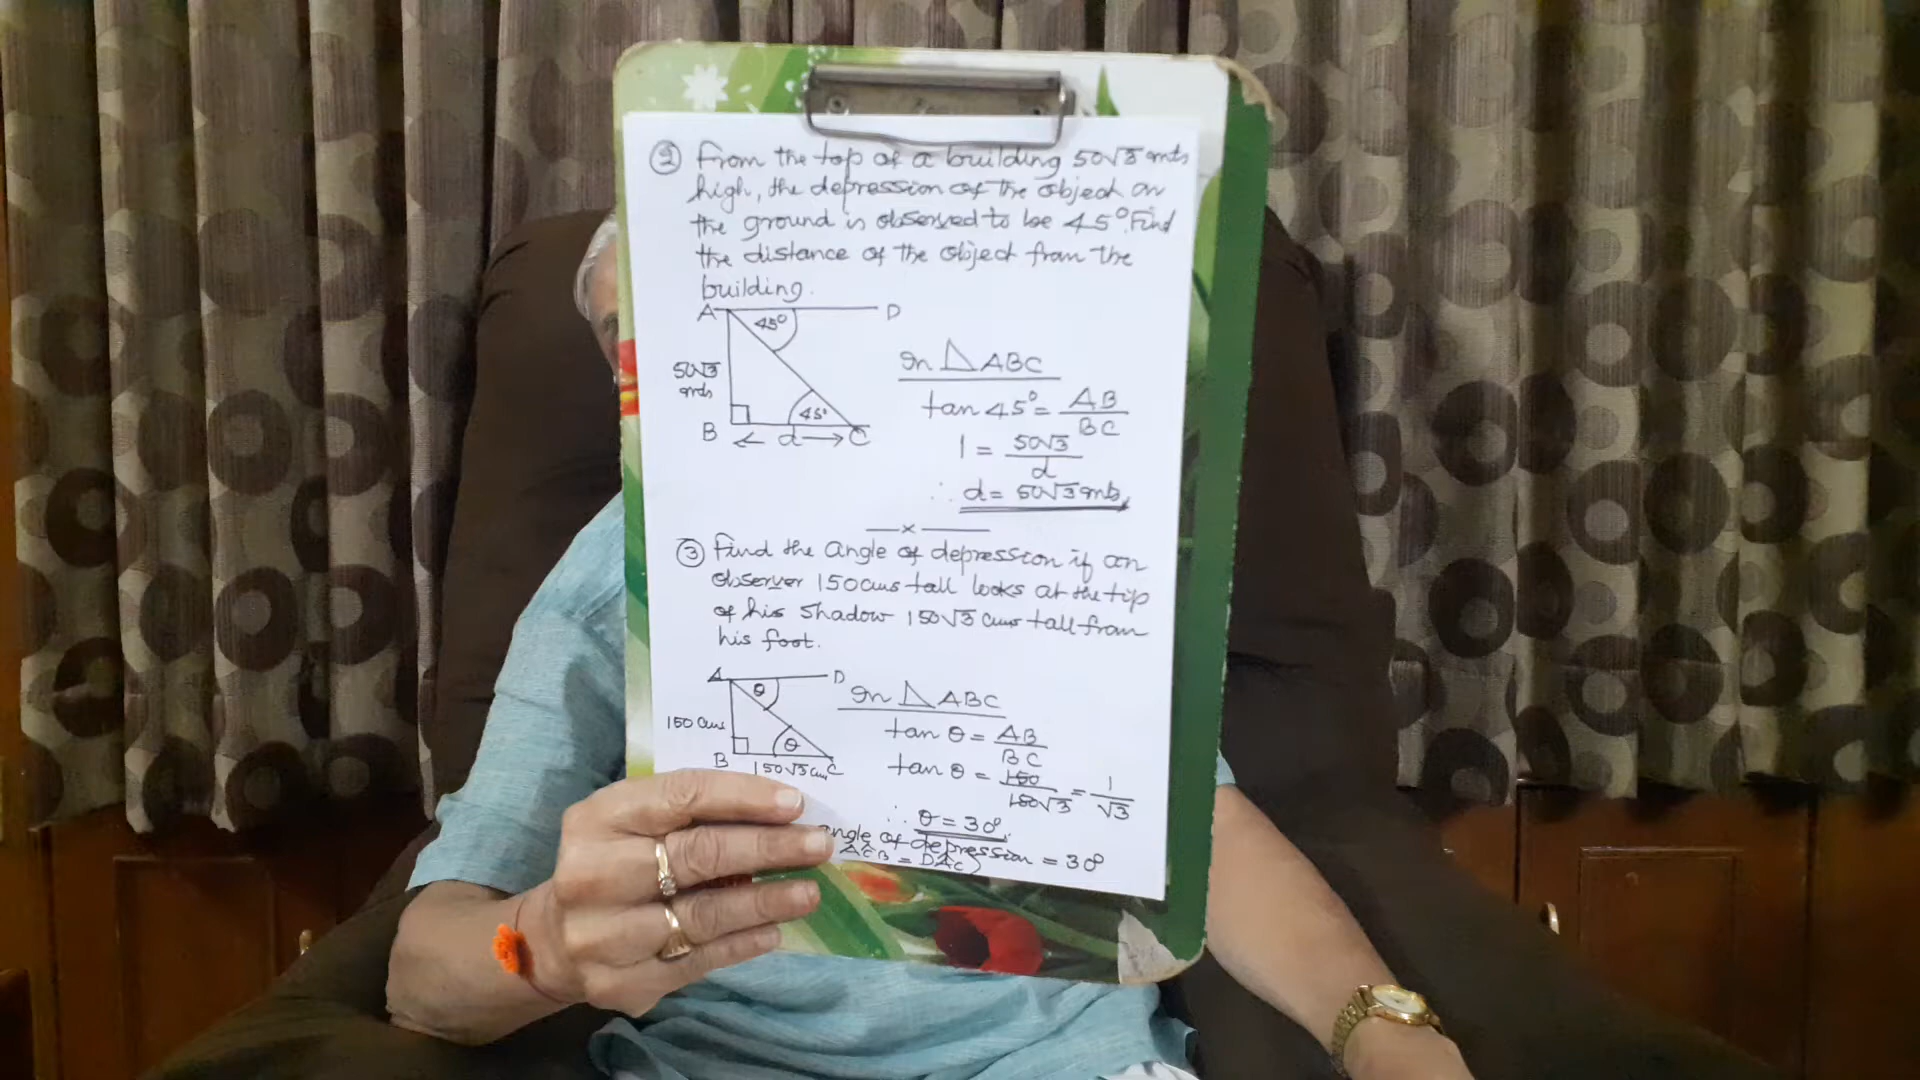 ② From the top of a building 50√3 mts
high, the depression of the object on
the ground is observed to be 45°. Find
the distance of the object from the
building.
A D
45°
50√3
mts
45°
B ← d → C
In △ ABC
tan 45° = AB/BC
1 = 50√3/d
∴ d = 50√3 mts.
—x—
③ Find the angle of depression if an
observer 150 cms tall looks at the tip
of his shadow 150√3 cms tall from
his foot.
A D
θ
150 cms
θ
B 150√3 cms C
In △ ABC
tan θ = AB/BC
tan θ = 150/150√3 = 1/√3
∴ θ = 30°.
angle of depression = 30°
ACB = DAC)